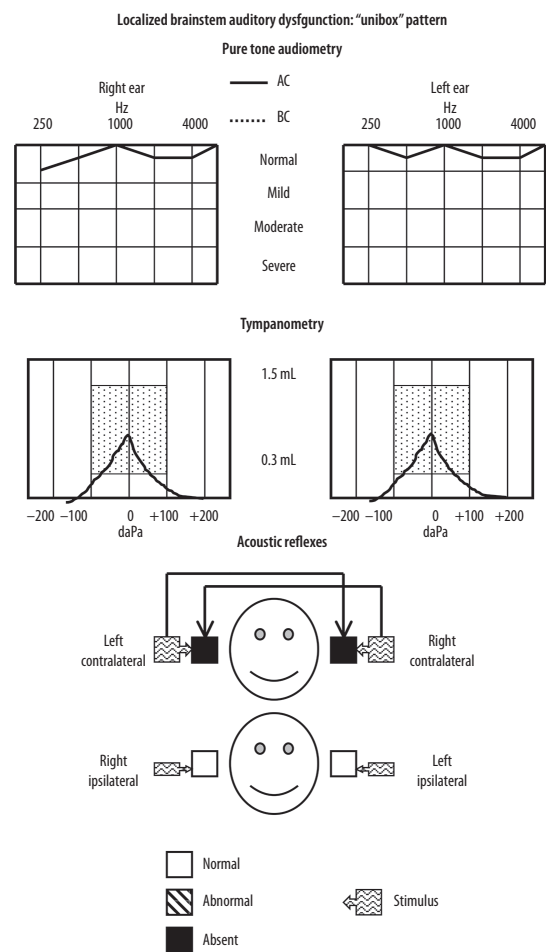 Localized brainstem auditory dysfgunction: “unibox” pattern
Pure tone audiometry
AC
BC
Right ear
Hz
250 1000 4000
Left ear
Hz
250 1000 4000
Normal
Mild
Moderate
Severe
Tympanometry
1.5 mL
0.3 mL
−200 −100 0 +100 +200
daPa
−200 −100 0 +100 +200
daPa
Acoustic reflexes
Left
contralateral
Right
contralateral
Right
ipsilateral
Left
ipsilateral
Normal
Abnormal
Absent
Stimulus